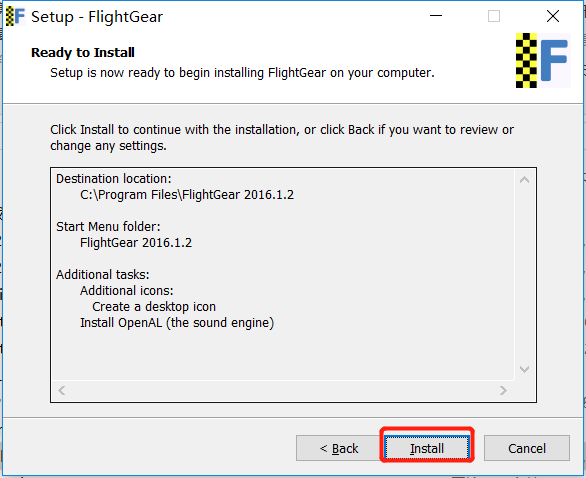 Setup - FlightGear
Ready to Install
Setup is now ready to begin installing FlightGear on your computer.
F
Click Install to continue with the installation, or click Back if you want to review or
change any settings.
Destination location:
C:\Program Files\FlightGear 2016.1.2
Start Menu folder:
FlightGear 2016.1.2
Additional tasks:
Additional icons:
Create a desktop icon
Install OpenAL (the sound engine)
< Back
Install
Cancel